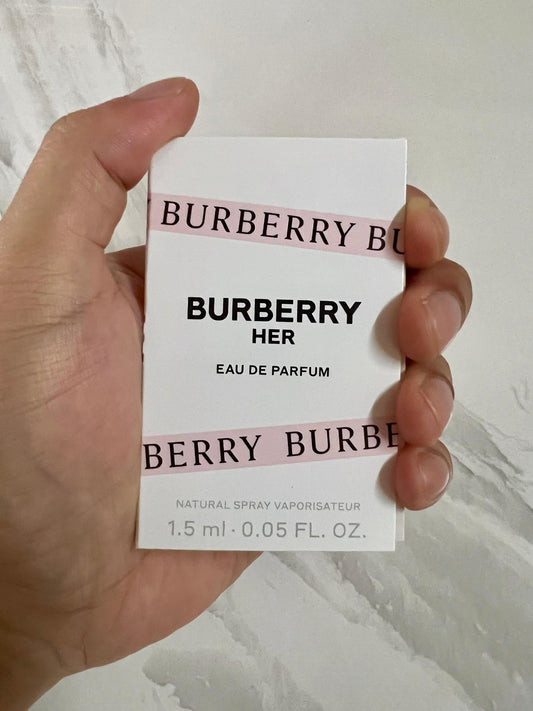 BURBERRY BU
BURBERRY
HER
EAU DE PARFUM
BERRY BURBE
NATURAL SPRAY VAPORISATEUR
1.5 ml · 0.05 FL. OZ.